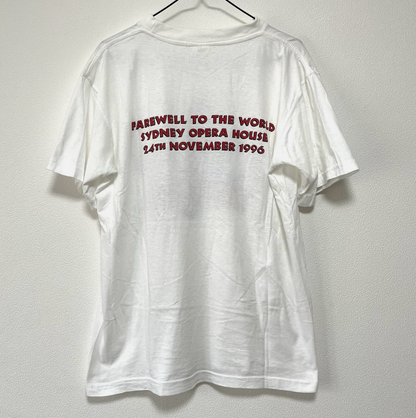 FAREWELL TO THE WORLD
SYDNEY OPERA HOUSE
24TH NOVEMBER 1996